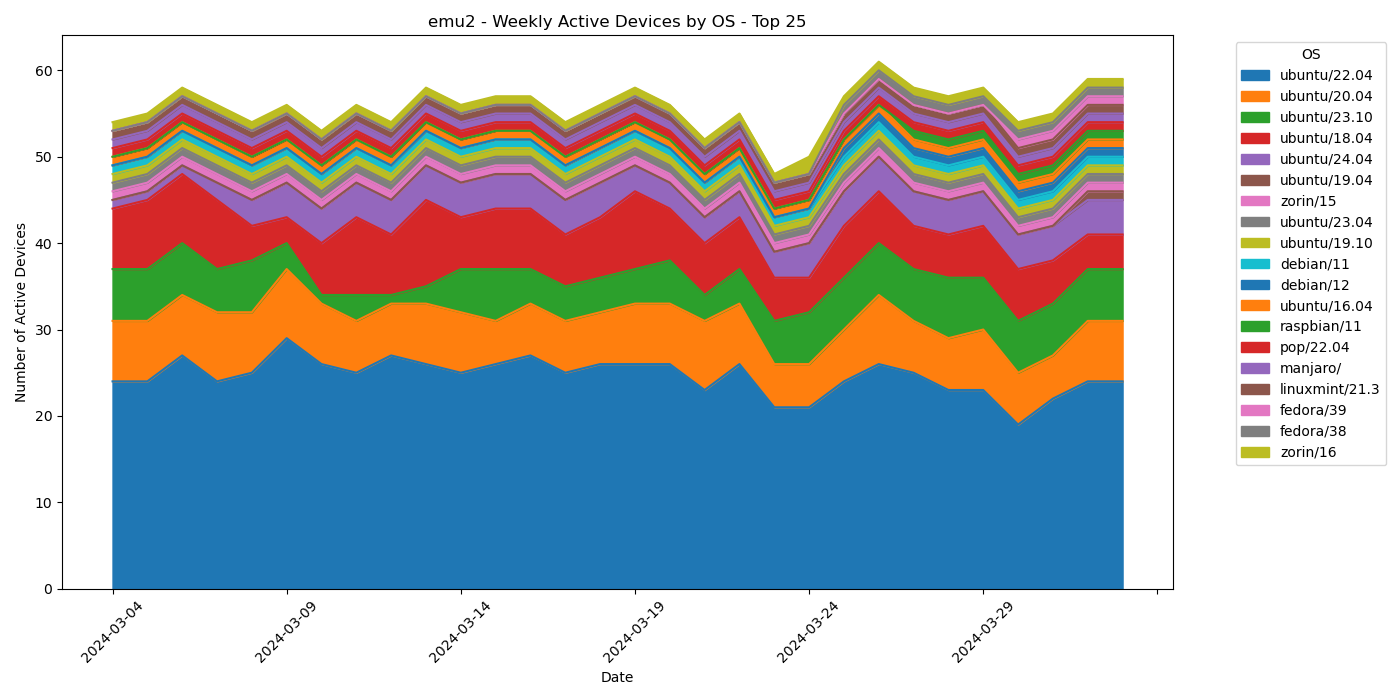 emu2 - Weekly Active Devices by OS - Top 25
Number of Active Devices
60
50
40
30
20
10
0
2024-03-04
2024-03-09
2024-03-14
2024-03-19
2024-03-24
2024-03-29
Date
OS
ubuntu/22.04
ubuntu/20.04
ubuntu/23.10
ubuntu/18.04
ubuntu/24.04
ubuntu/19.04
zorin/15
ubuntu/23.04
ubuntu/19.10
debian/11
debian/12
ubuntu/16.04
raspbian/11
pop/22.04
manjaro/
linuxmint/21.3
fedora/39
fedora/38
zorin/16